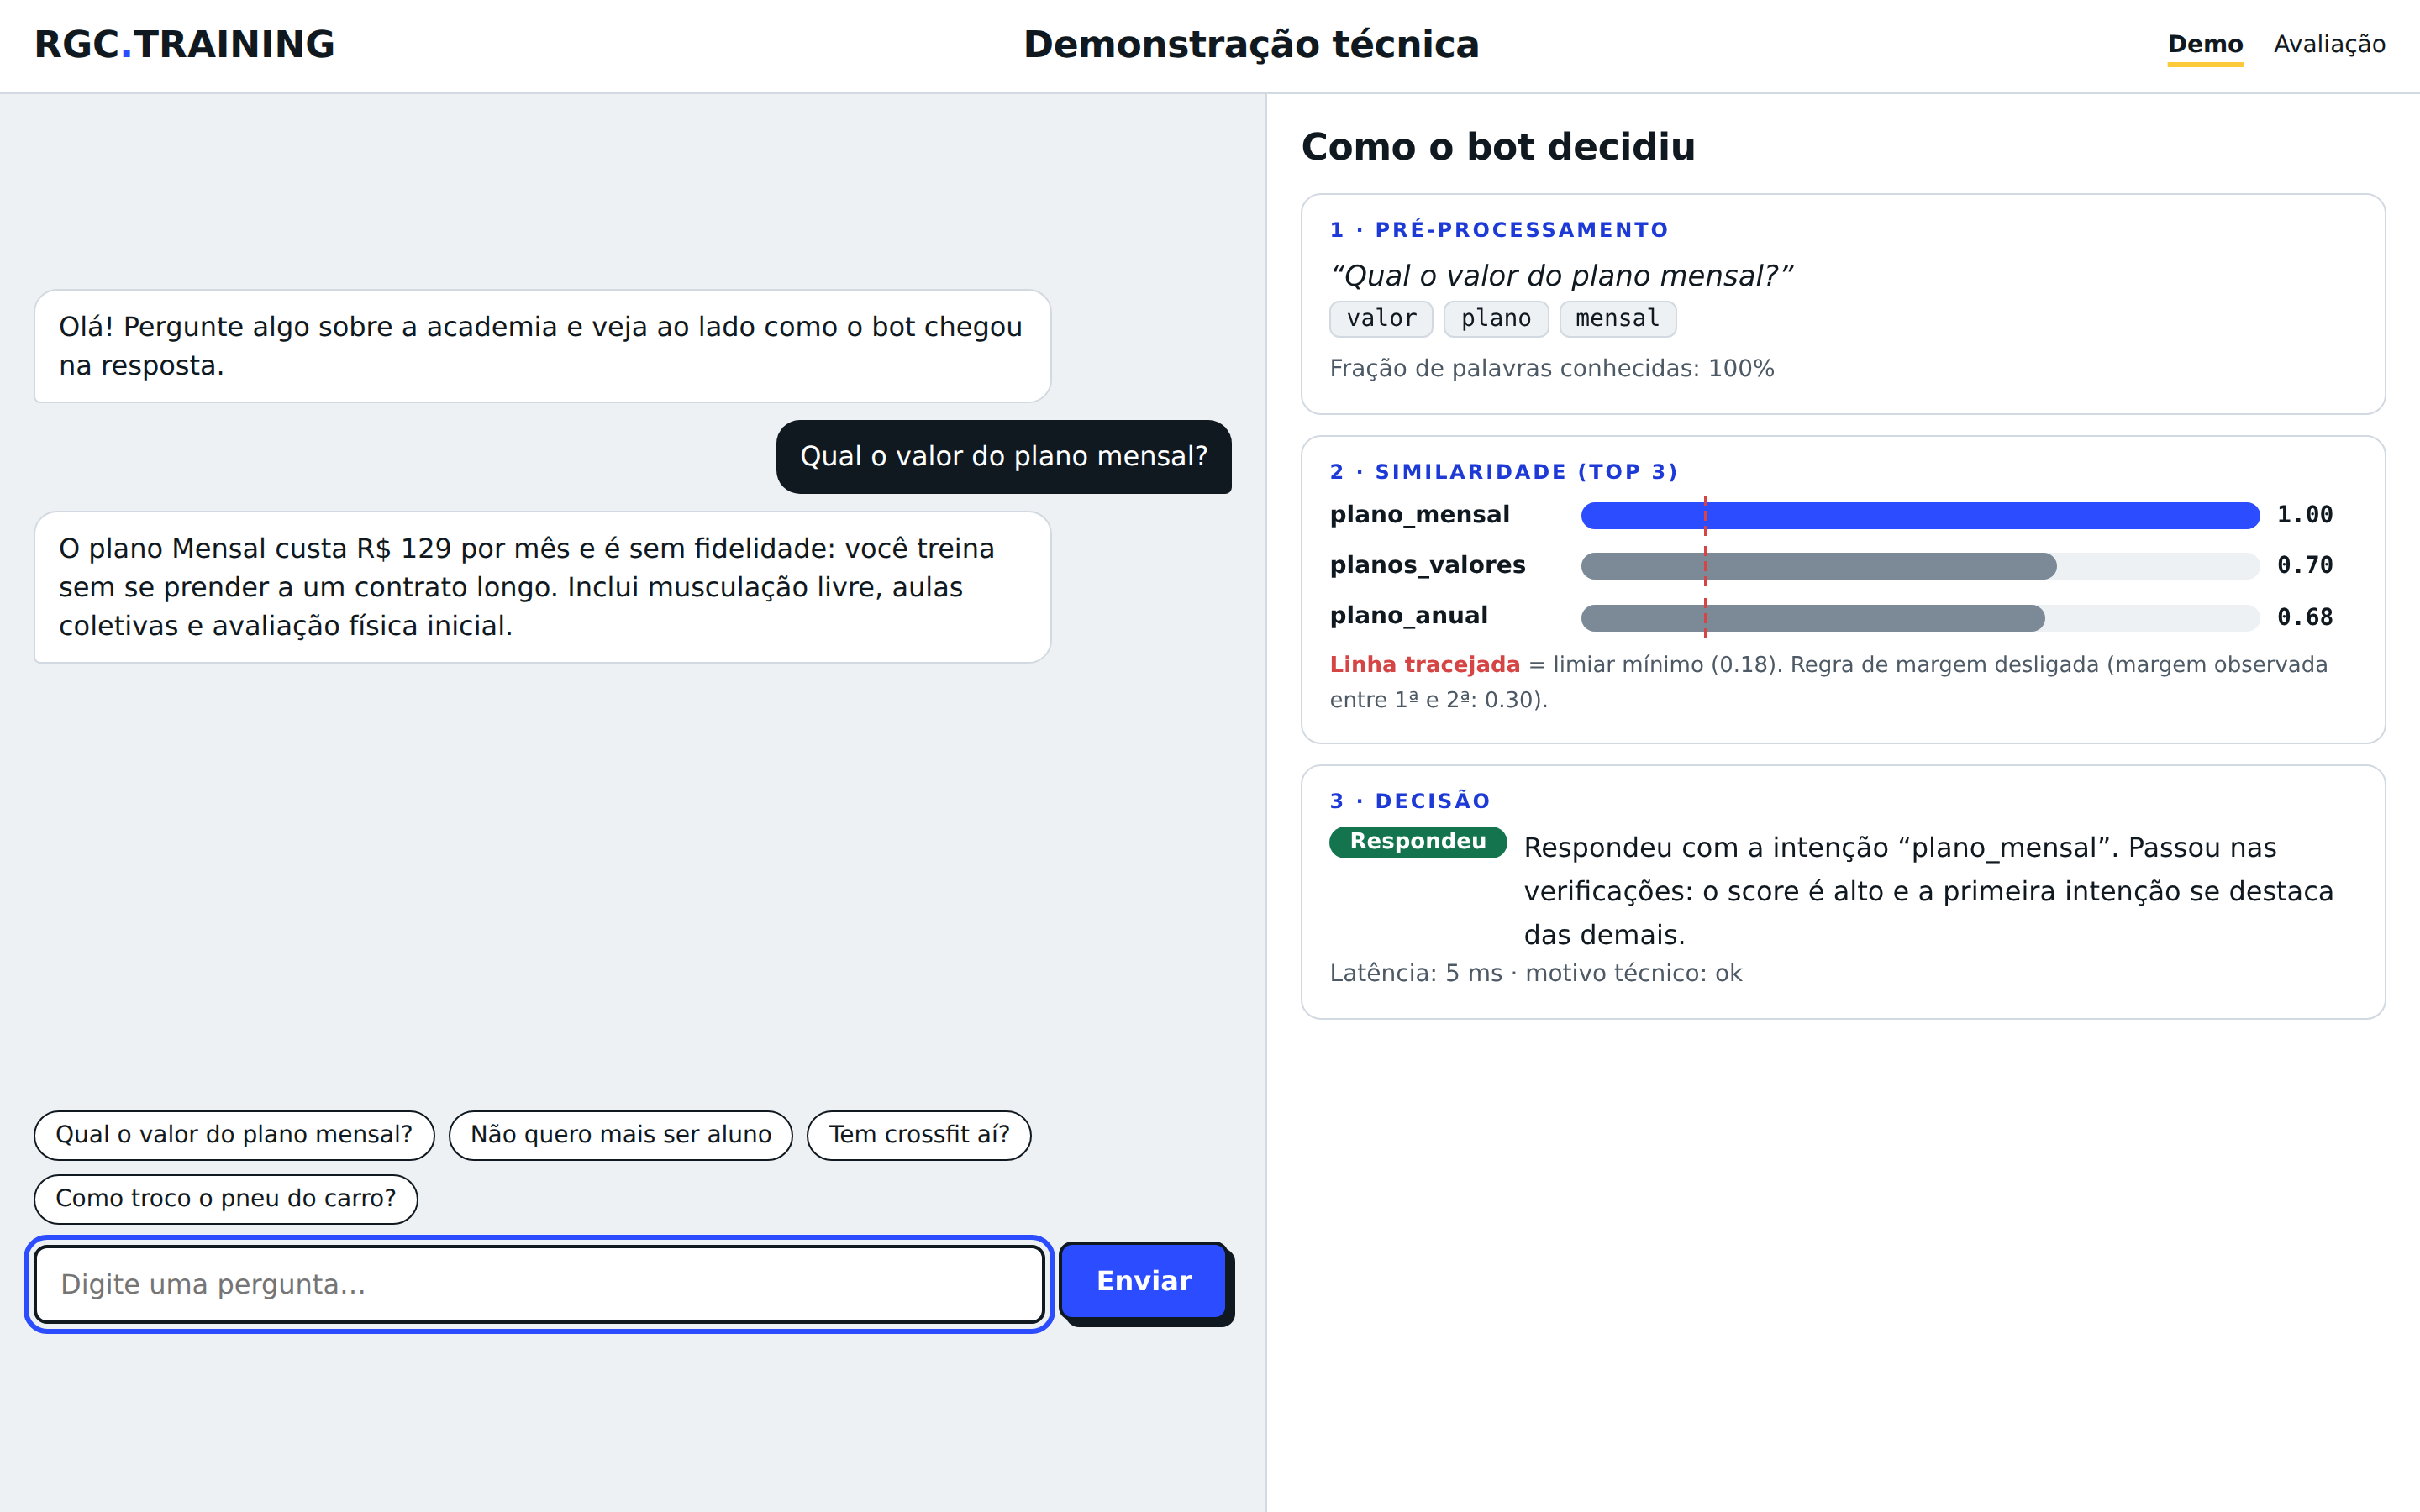 RGC.TRAINING
Demonstração técnica
Demo
Avaliação
Olá! Pergunte algo sobre a academia e veja ao lado como o bot chegou
na resposta.
Qual o valor do plano mensal?
O plano Mensal custa R$ 129 por mês e é sem fidelidade: você treina
sem se prender a um contrato longo. Inclui musculação livre, aulas
coletivas e avaliação física inicial.
Qual o valor do plano mensal?
Não quero mais ser aluno
Tem crossfit aí?
Como troco o pneu do carro?
Digite uma pergunta...
Enviar
Como o bot decidiu
1 · PRÉ-PROCESSAMENTO
“Qual o valor do plano mensal?”
valor
plano
mensal
Fração de palavras conhecidas: 100%
2 · SIMILARIDADE (TOP 3)
plano_mensal 1.00
planos_valores 0.70
plano_anual 0.68
Linha tracejada = limiar mínimo (0.18). Regra de margem desligada (margem observada
entre 1ª e 2ª: 0.30).
3 · DECISÃO
Respondeu
Respondeu com a intenção “plano_mensal”. Passou nas
verificações: o score é alto e a primeira intenção se destaca
das demais.
Latência: 5 ms · motivo técnico: ok